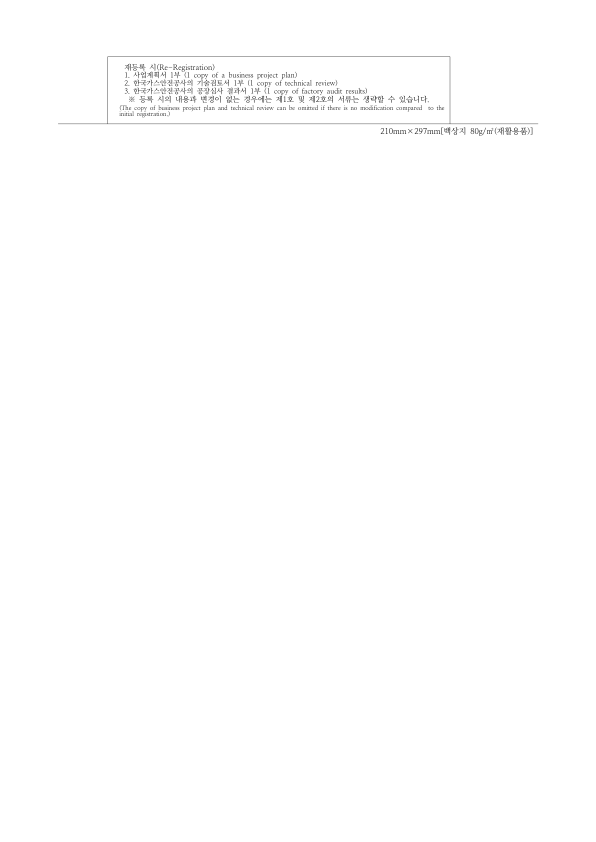 재등록 시(Re-Registration)
1. 사업계획서 1부 (1 copy of a business project plan)
2. 한국가스안전공사의 기술검토서 1부 (1 copy of technical review)
3. 한국가스안전공사의 공장심사 결과서 1부 (1 copy of factory audit results)
※ 등록 시의 내용과 변경이 없는 경우에는 제1호 및 제2호의 서류는 생략할 수 있습니다.
(The copy of business project plan and technical review can be omitted if there is no modification compared to the
initial registration.)
210mm×297mm[백상지 80g/㎡(재활용품)]